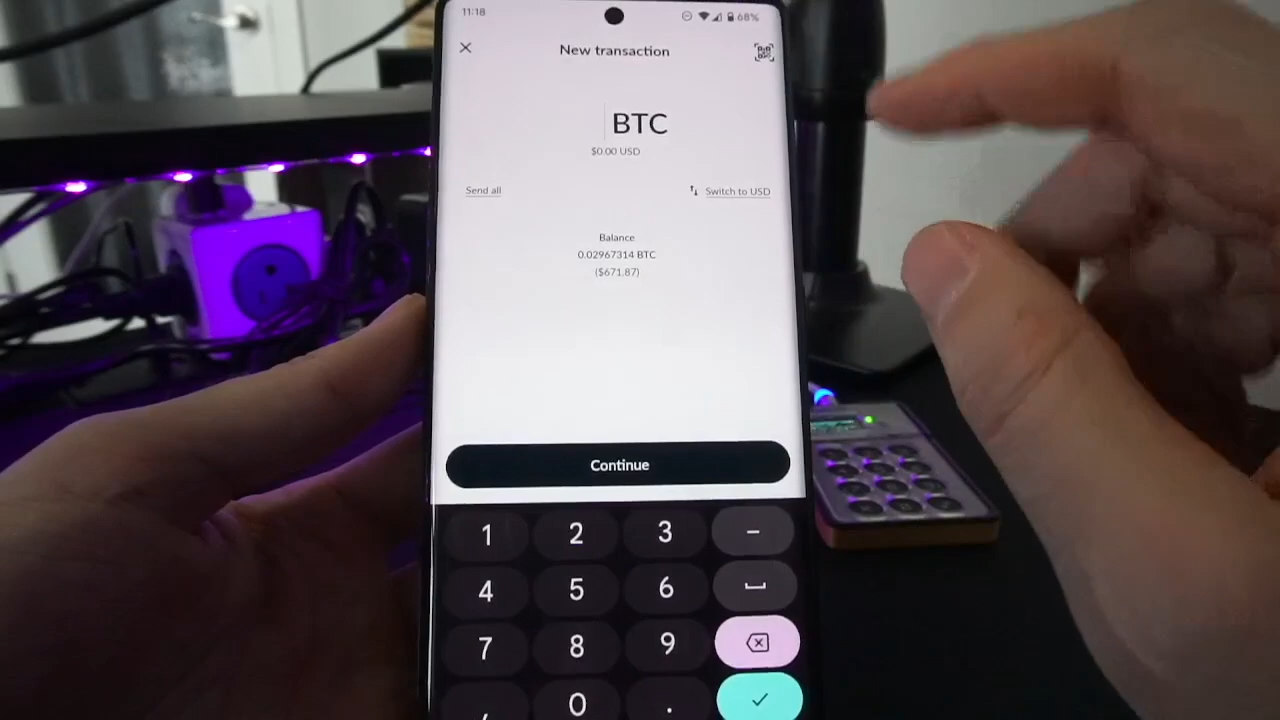 11:18
68%
New transaction
BTC
$0.00 USD
Send all
Switch to USD
Balance
0.02967314 BTC
($671.87)
Continue
1 2 3 –
4 5 6
7 8 9
, 0 .